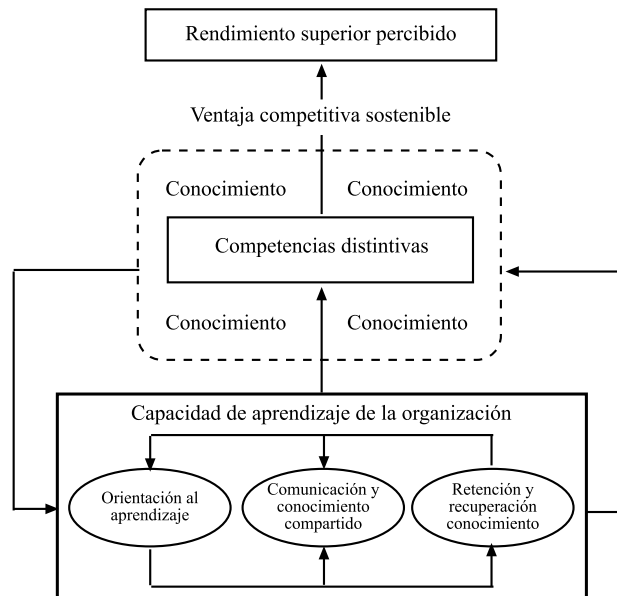 Rendimiento superior percibido
Ventaja competitiva sostenible
Conocimiento Conocimiento
Competencias distintivas
Conocimiento Conocimiento
Capacidad de aprendizaje de la organización
Orientación al
aprendizaje
Comunicación y
conocimiento
compartido
Retención y
recuperación
conocimiento